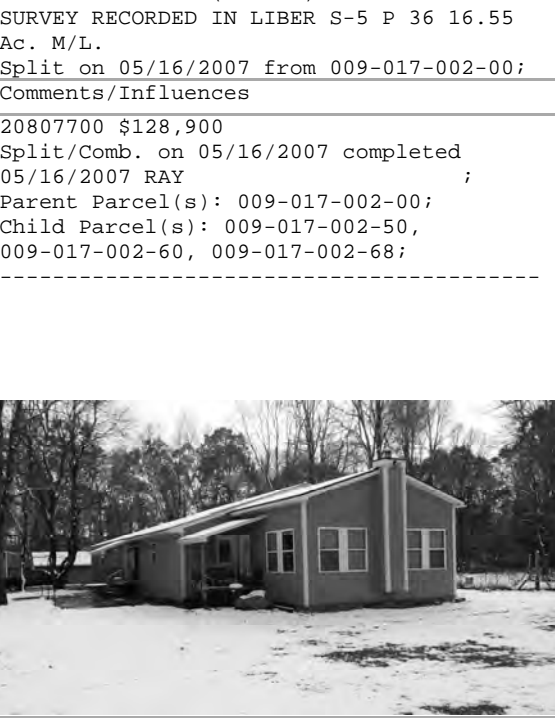 SURVEY RECORDED IN LIBER S-5 P 36 16.55
Ac. M/L.
Split on 05/16/2007 from 009-017-002-00;
Comments/Influences
20807700 $128,900
Split/Comb. on 05/16/2007 completed
05/16/2007 RAY ;
Parent Parcel(s): 009-017-002-00;
Child Parcel(s): 009-017-002-50,
009-017-002-60, 009-017-002-68;
-----------------------------------------